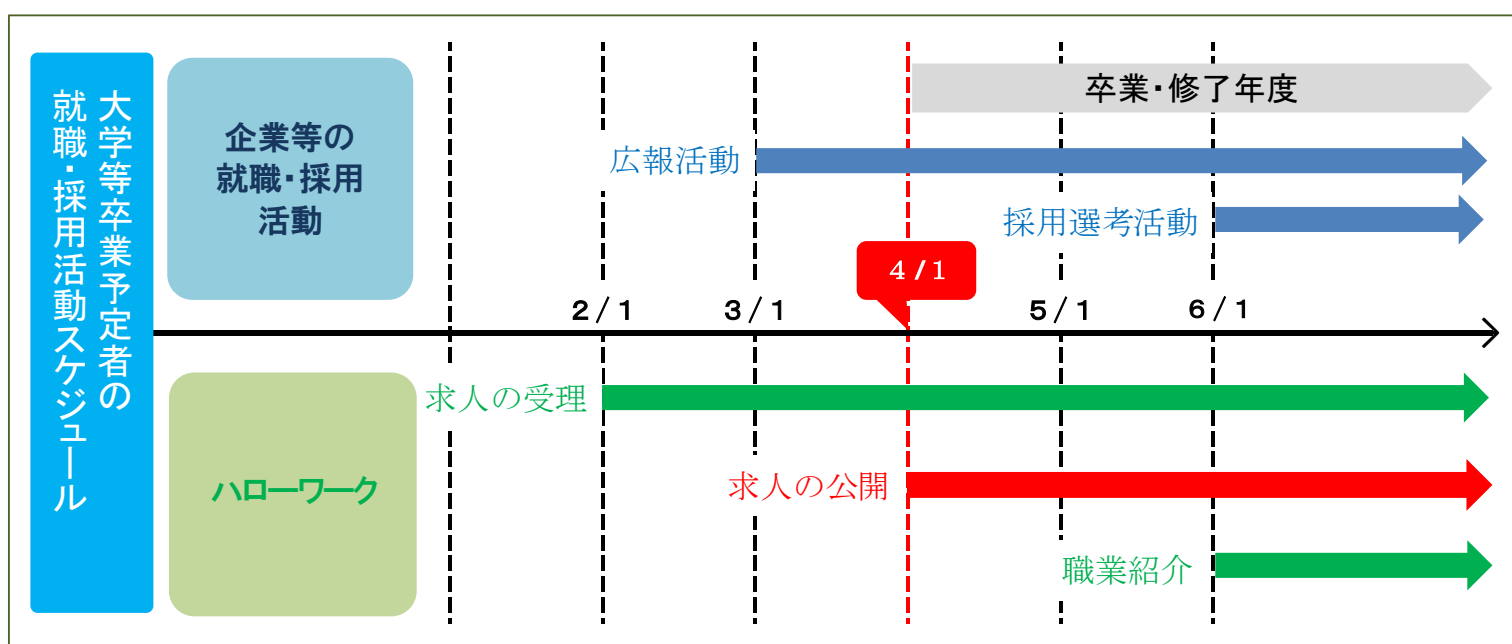 大学等卒業予定者の
就職・採用活動スケジュール
企業等の
就職・採用
活動
卒業・修了年度
広報活動
採用選考活動
4/1
2/1
3/1
5/1
6/1
ハローワーク
求人の受理
求人の公開
職業紹介